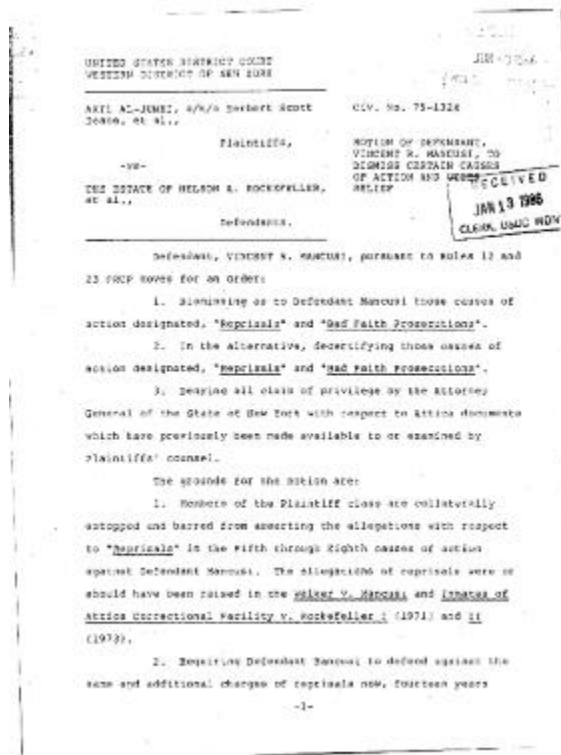 UNITED STATES DISTRICT COURT
WESTERN DISTRICT OF NEW YORK
AKIL AL-JUNDI, a/k/a Herbert Scott
Deane, et al.,
CIV. No. 75-132
Plaintiffs,
-vs-
THE ESTATE OF NELSON A. ROCKEFELLER,
et al.,
Defendants.
MOTION OF DEFENDANT,
VINCENT R. MANCUSI, TO
DISMISS CERTAIN CAUSES
OF ACTION AND
RELIEF
RECEIVED
JAN 13 1986
CLERK, USDC WDNY
Defendant, VINCENT R. MANCUSI, pursuant to Rules 12 and
23 FRCP moves for an Order:
1. Dismissing as to Defendant Mancusi those causes of
action designated, "Reprisals" and "Bad Faith Prosecutions".
2. In the alternative, decertifying those causes of
action designated, "Reprisals" and "Bad Faith Prosecutions".
3. Denying all claim of privilege by the Attorney
General of the State of New York with respect to Attica documents
which have previously been made available to or examined by
Plaintiffs' counsel.
The grounds for the motion are:
1. Members of the Plaintiff class are collaterally
estopped and barred from asserting the allegations with respect
to "Reprisals" in the Fifth through Eighth causes of action
against Defendant Mancusi. The allegations of reprisals were or
should have been raised in the Walker v. Mancusi and Inmates of
Attica Correctional Facility v. Rockefeller I (1971) and II
(1973).
2. Requiring Defendant Mancusi to defend against the
same and additional charges of reprisals now, fourteen years
-1-